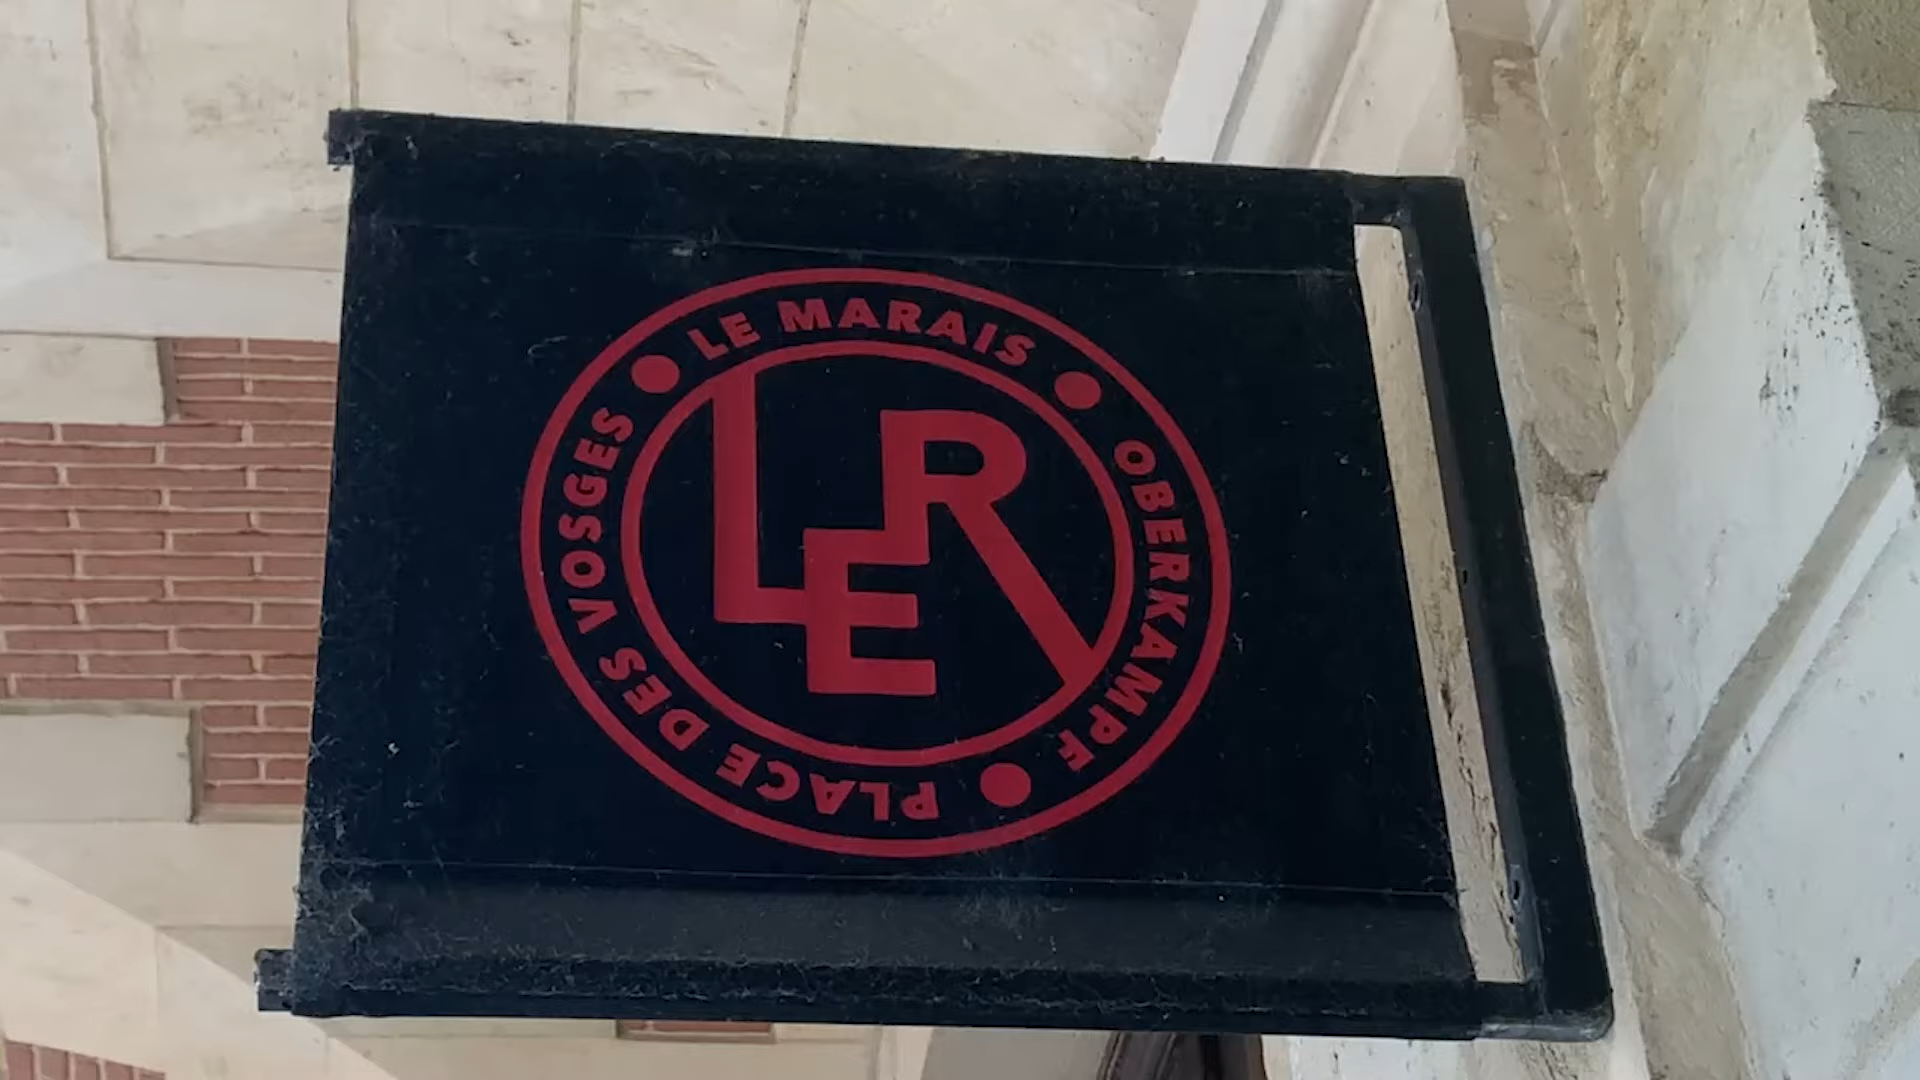 LE MARAIS • OBERKAMPF • PLACE DES VOSGES •
LER